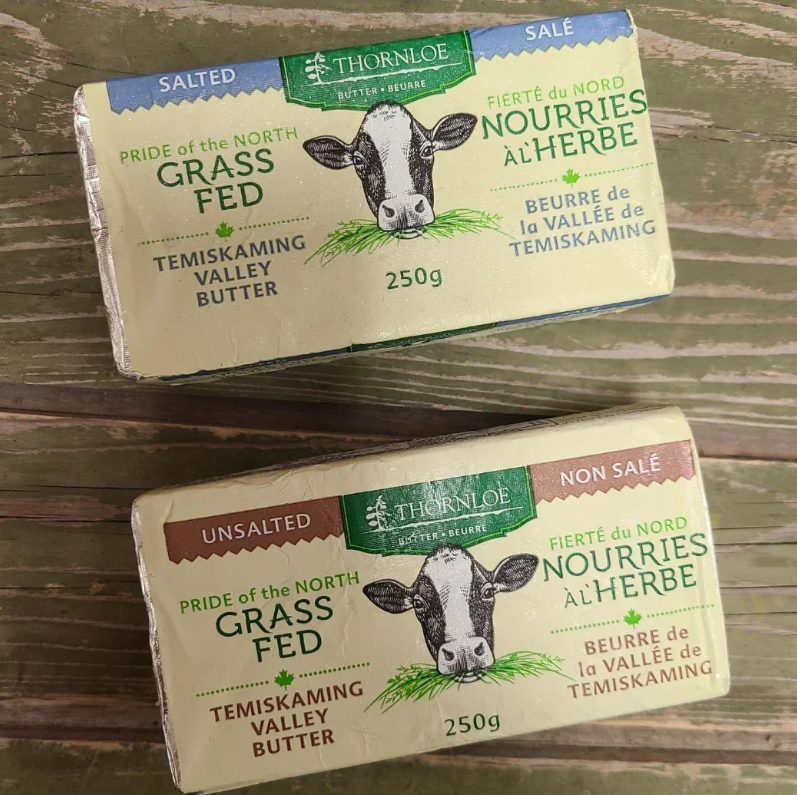 SALTED
THORNLOE
BUTTER • BEURRE
SALÉ
PRIDE of the NORTH
GRASS
FED
TEMISKAMING
VALLEY
BUTTER
FIERTÉ du NORD
NOURRIES
À L'HERBE
BEURRE de
la VALLÉE de
TEMISKAMING
250g
UNSALTED
THORNLOE
BUTTER • BEURRE
NON SALÉ
PRIDE of the NORTH
GRASS
FED
TEMISKAMING
VALLEY
BUTTER
FIERTÉ du NORD
NOURRIES
À L'HERBE
BEURRE de
la VALLÉE de
TEMISKAMING
250g